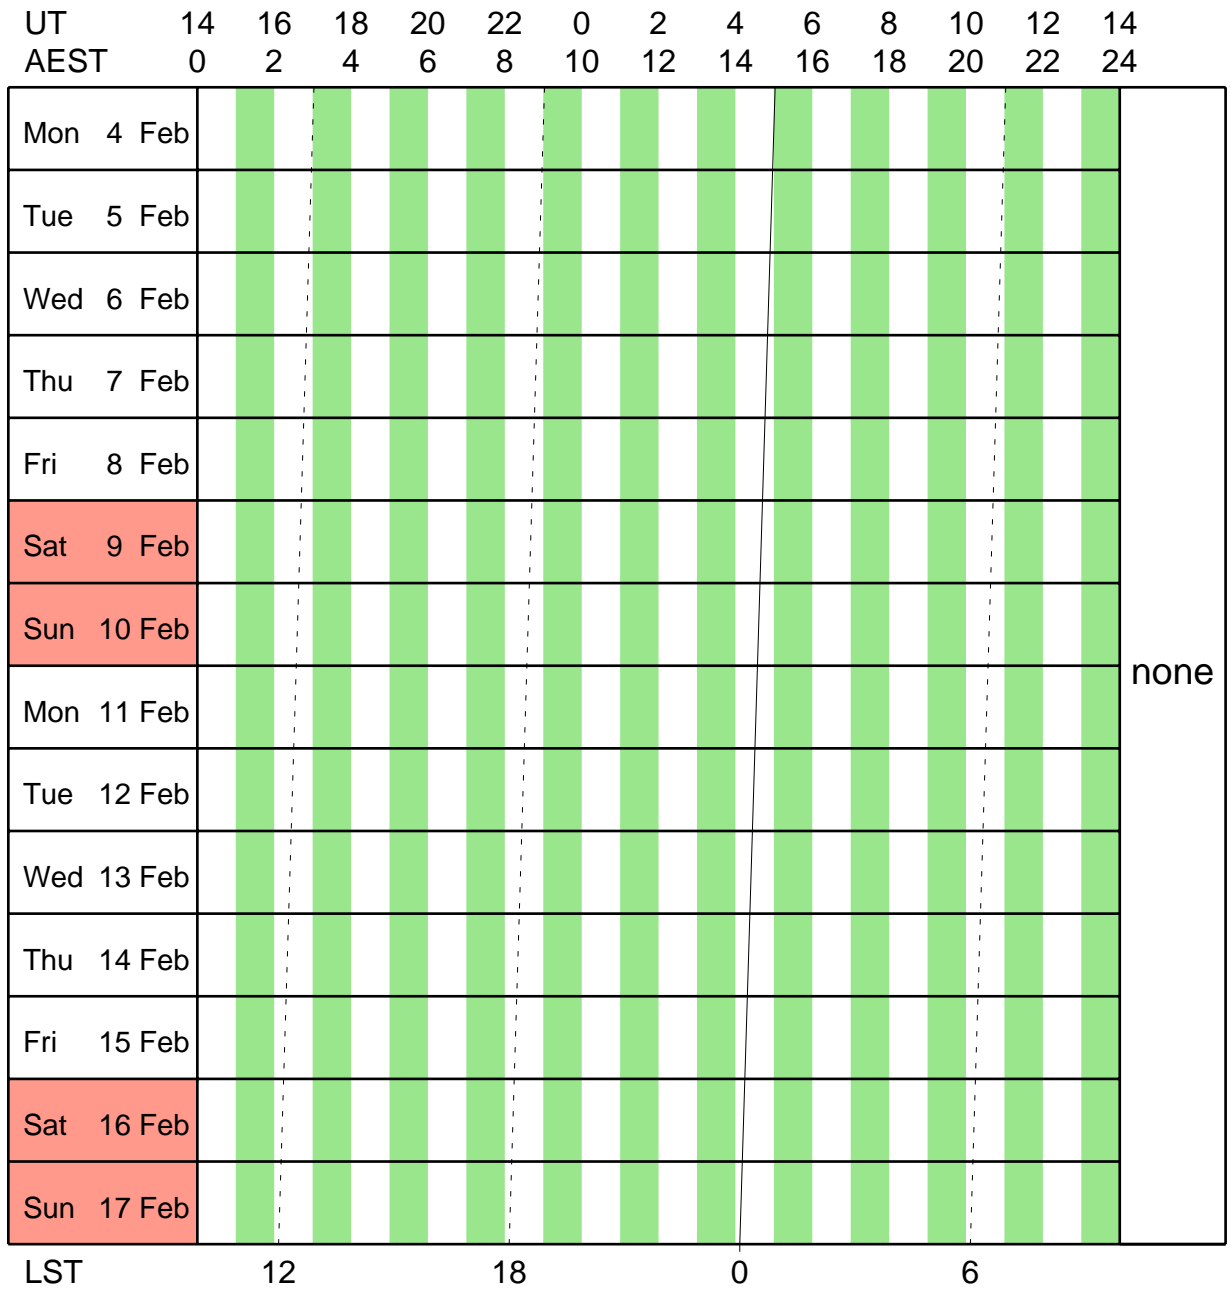 UT 14 16 18 20 22 0 2 4 6 8 10 12 14
AEST 0 2 4 6 8 10 12 14 16 18 20 22 24
Mon 4 Feb
Tue 5 Feb
Wed 6 Feb
Thu 7 Feb
Fri 8 Feb
Sat 9 Feb
Sun 10 Feb
none
Mon 11 Feb
Tue 12 Feb
Wed 13 Feb
Thu 14 Feb
Fri 15 Feb
Sat 16 Feb
Sun 17 Feb
LST 12 18 0 6